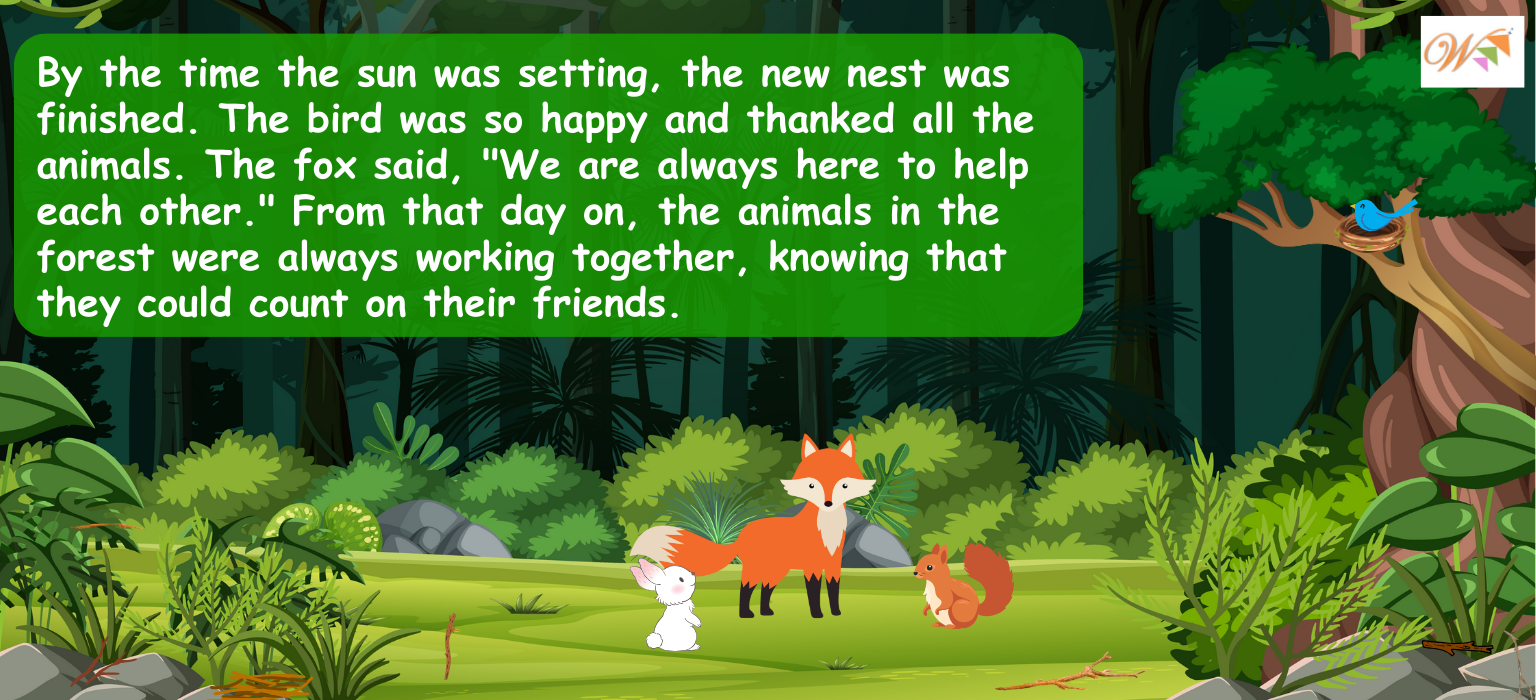 By the time the sun was setting, the new nest was
finished. The bird was so happy and thanked all the
animals. The fox said, "We are always here to help
each other." From that day on, the animals in the
forest were always working together, knowing that
they could count on their friends.
W